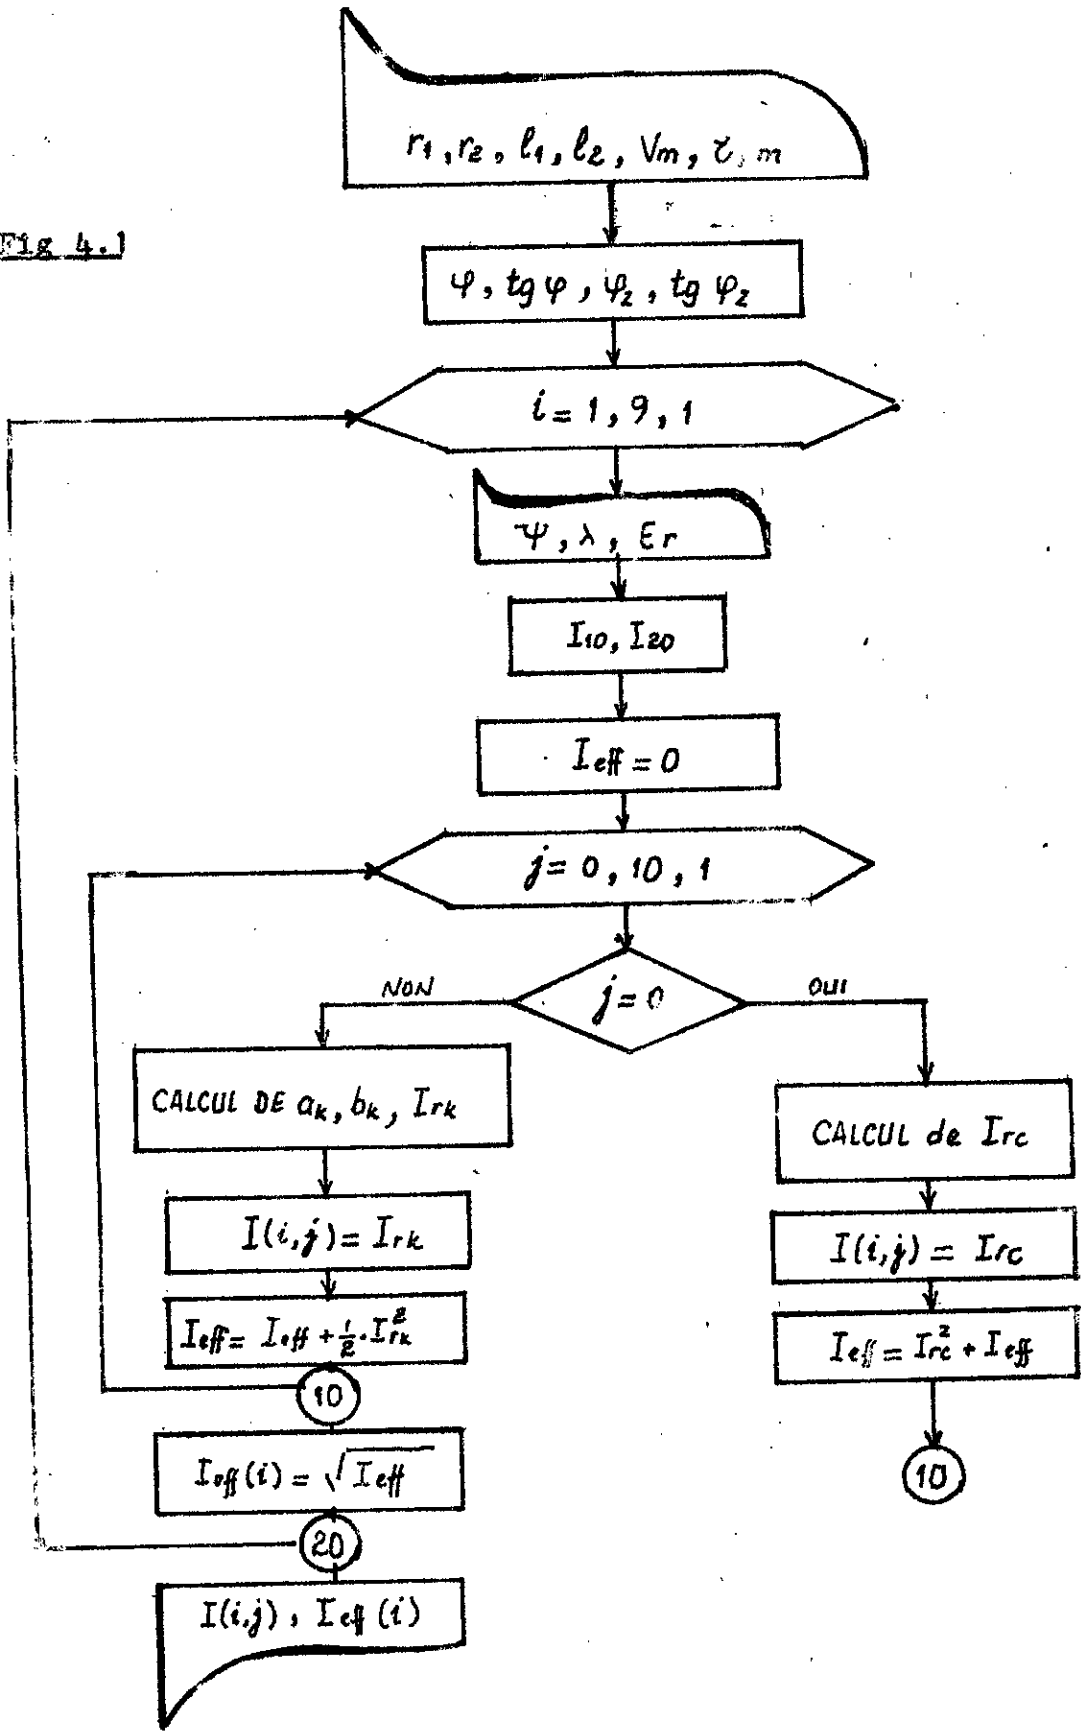 r₁, r₂, l₁, l₂, Vm, τ, m
Fig 4.1
φ, tg φ, φ₂, tg φ₂
i = 1, 9, 1
Ψ, λ, Er
I10, I20
Ieff = 0
j = 0, 10, 1
j = 0
NON
OUI
CALCUL DE ak, bk, Irk
CALCUL de Irc
I(i,j) = Irk
I(i,j) = Irc
Ieff = Ieff + 1/2 · Irk²
Ieff = Irc² + Ieff
10
10
Ieff(i) = √Ieff
20
I(i,j), Ieff(i)